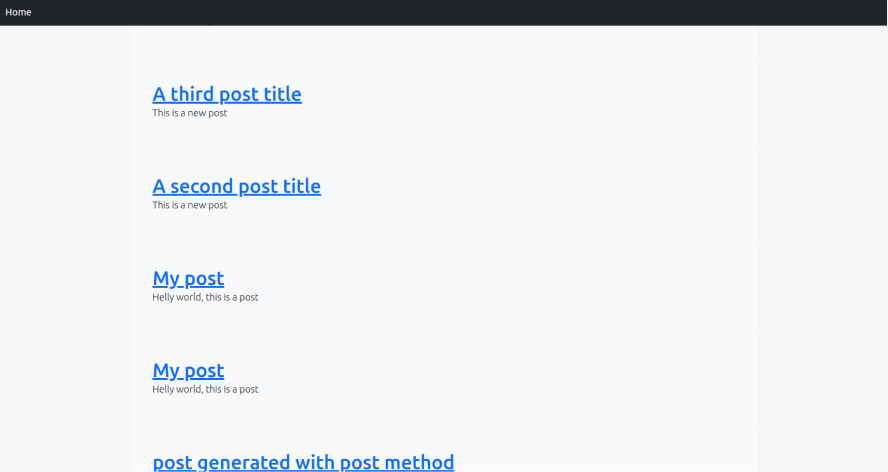 Home
A third post title
This is a new post
A second post title
This is a new post
My post
Helly world, this is a post
My post
Helly world, this is a post
post generated with post method